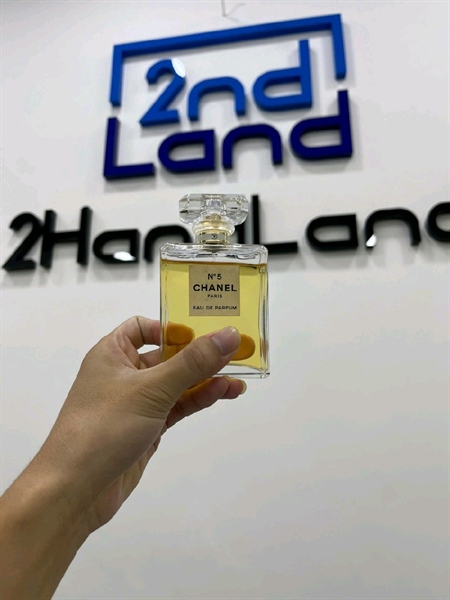 2nd
Land
2HandLand
N°5
CHANEL
PARIS
EAU DE PARFUM